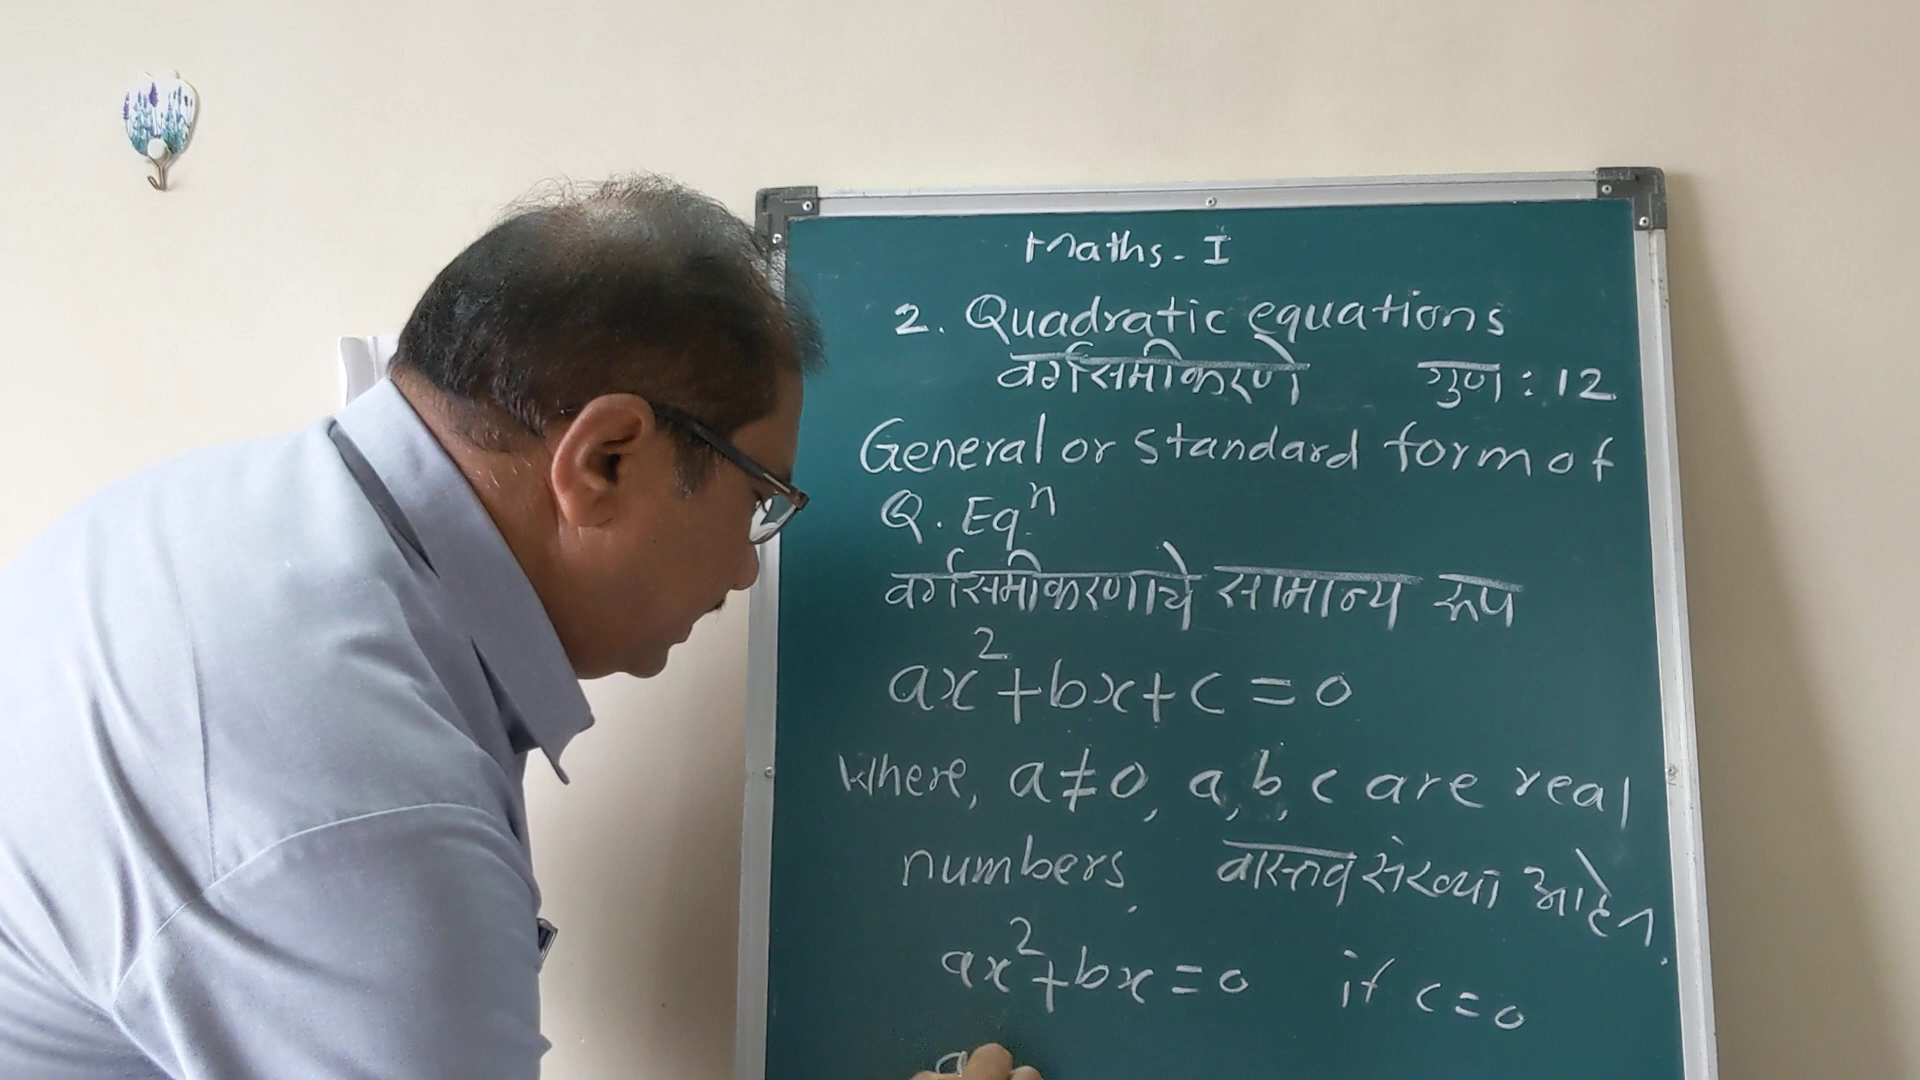 Maths - I
2. Quadratic equations
वर्गसमीकरणे गुण : 12
General or standard form of
Q. Eqⁿ
वर्गसमीकरणाचे सामान्य रूप
ax²+bx+c=0
Where, a≠0, a,b,c are real
numbers. वास्तव संख्या आहेत.
ax²+bx=0 if c=0
a